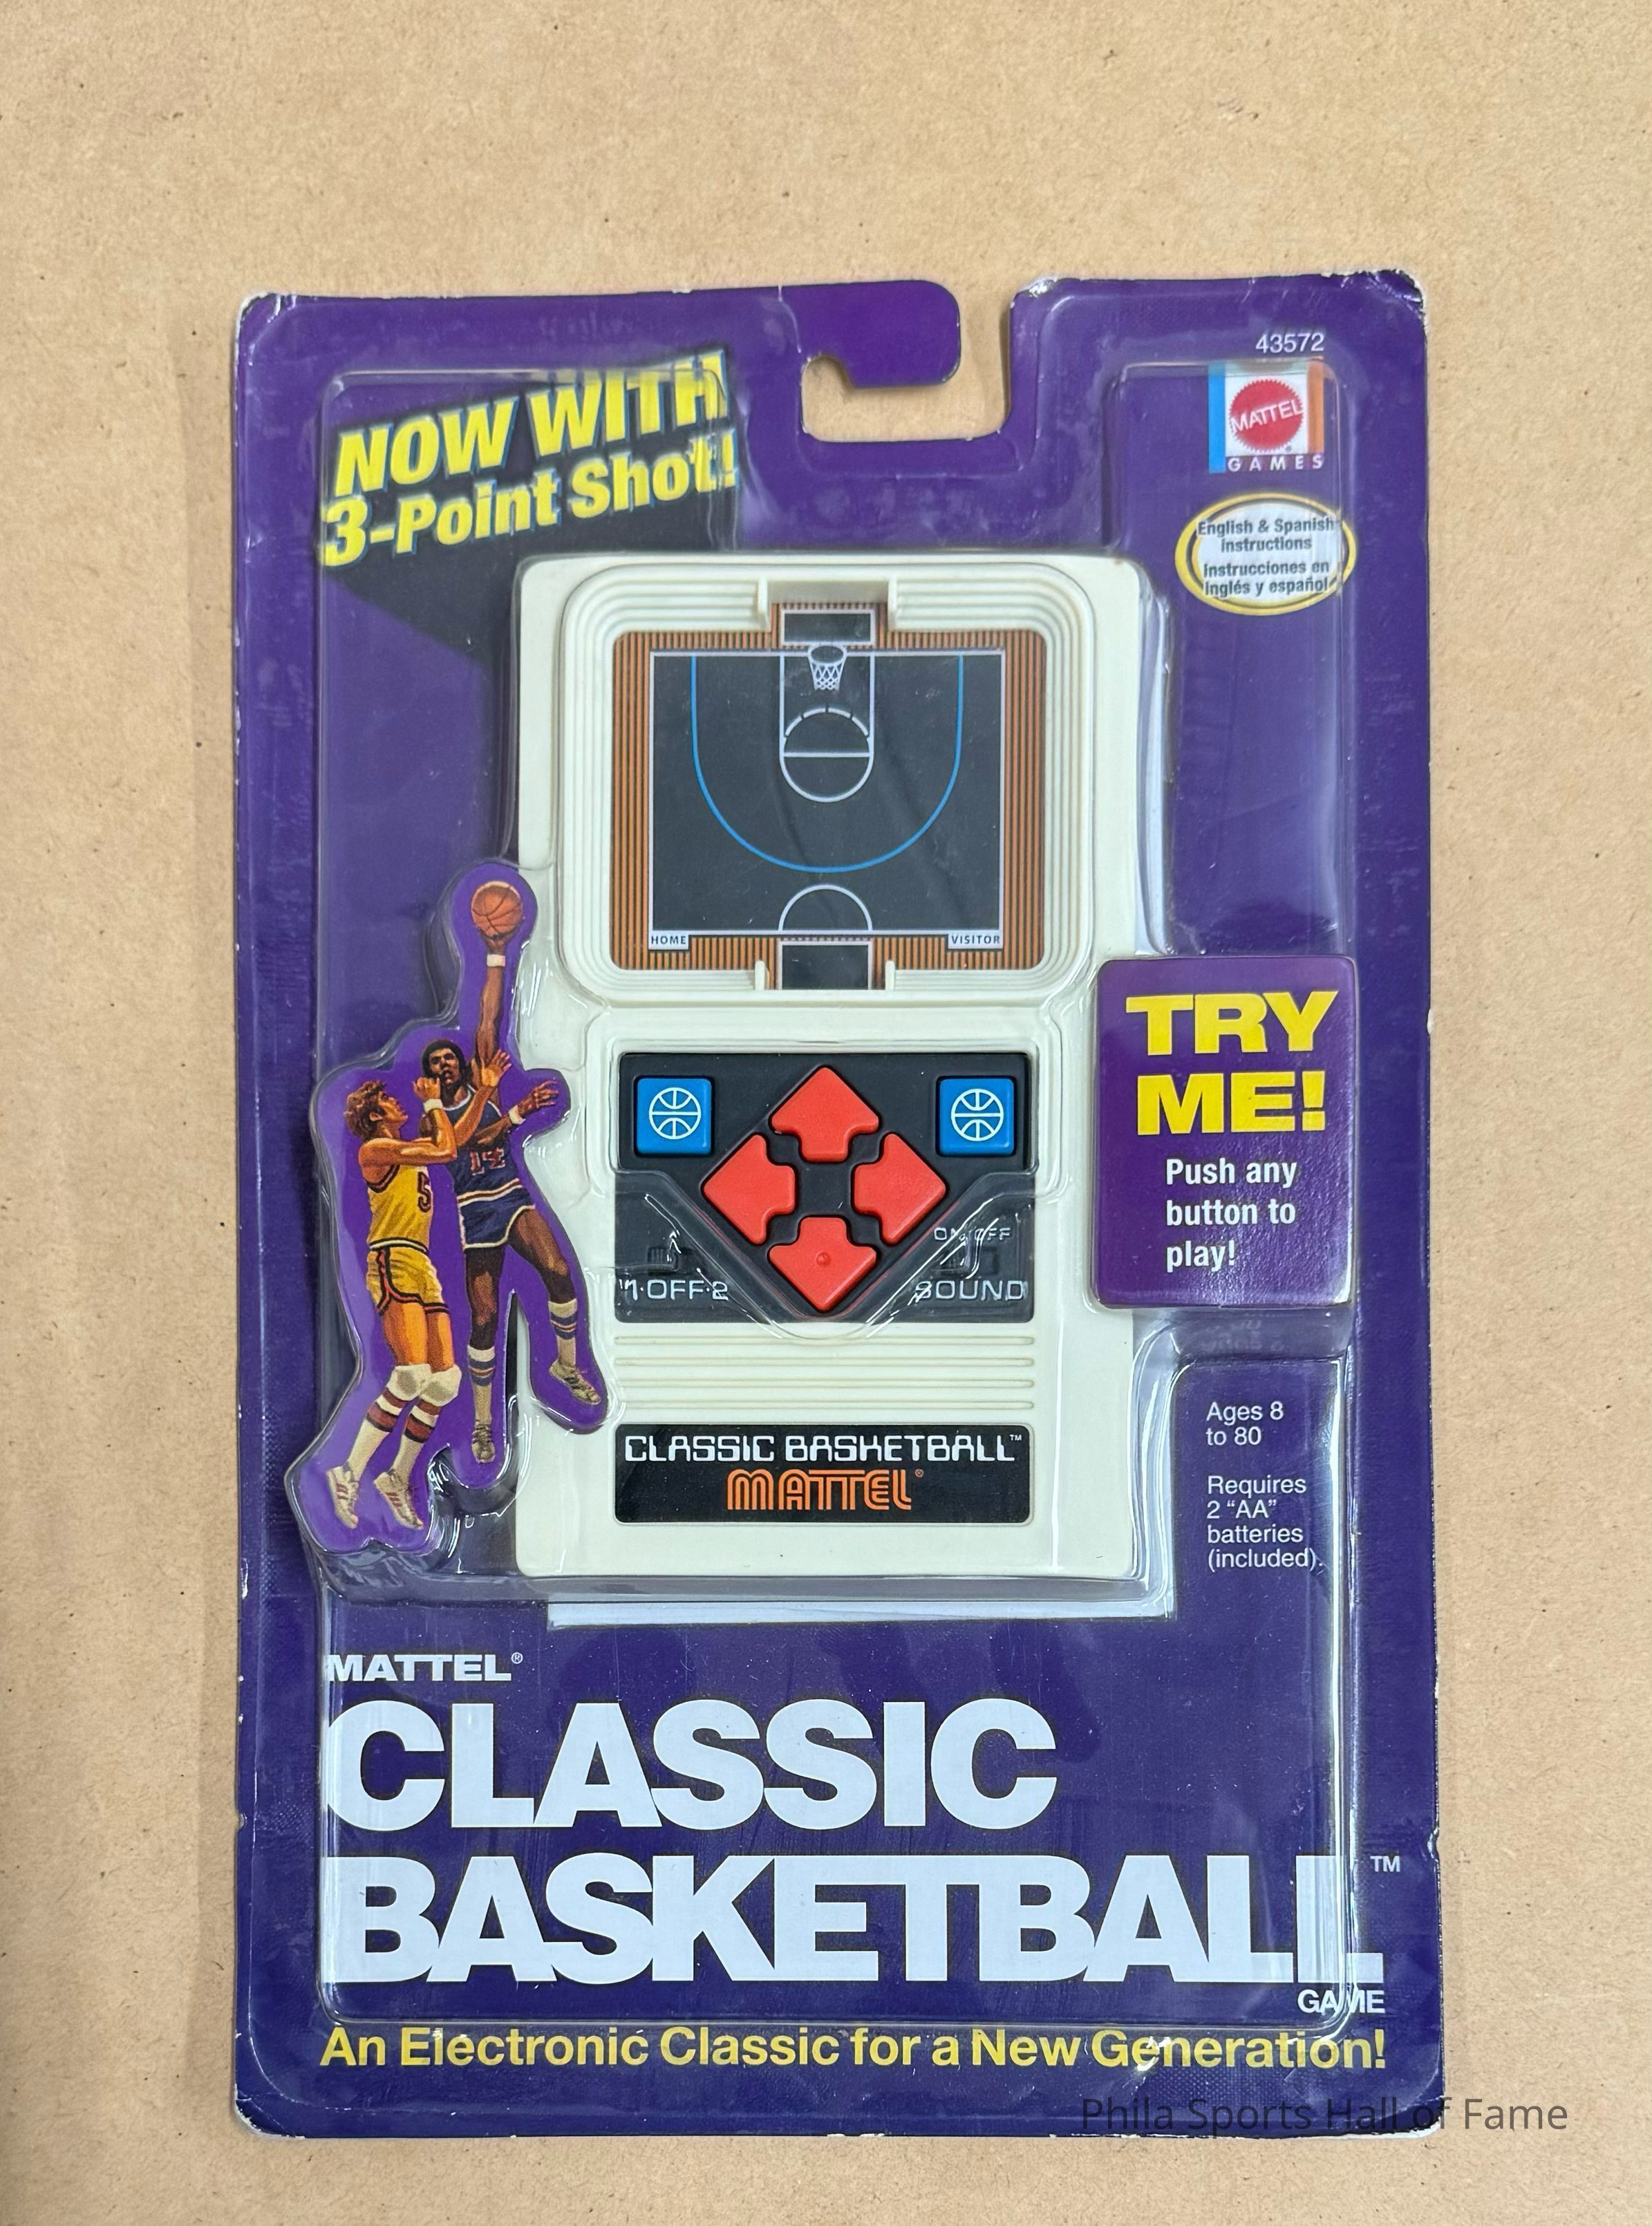 43572
NOW WITH
3-Point Shot!
MATTEL
GAMES
English & Spanish
instructions
Instrucciones en
inglés y español
HOME
VISITOR
TRY
ME!
Push any
button to
play!
5
14
ON/OFF
1·OFF·2
SOUND
CLASSIC BASKETBALL™
MATTEL®
Ages 8
to 80
Requires
2 “AA”
batteries
(included).
MATTEL®
CLASSIC
BASKETBALL™
GAME
An Electronic Classic for a New Generation!
Phila Sports Hall of Fame